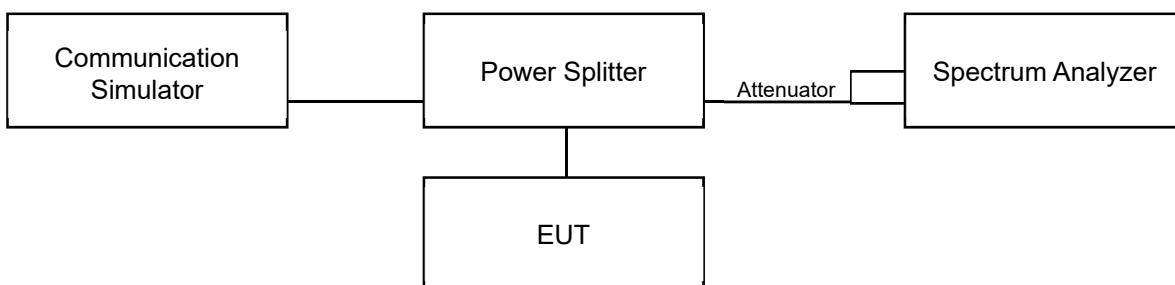 Communication
Simulator
Power Splitter
Attenuator
Spectrum Analyzer
EUT